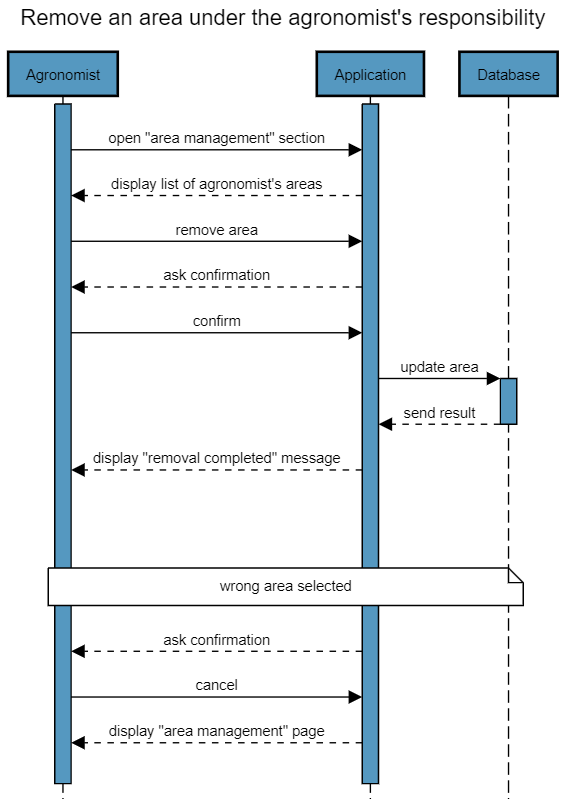 Remove an area under the agronomist's responsibility
Agronomist
Application
Database
open "area management" section
display list of agronomist's areas
remove area
ask confirmation
confirm
update area
send result
display "removal completed" message
wrong area selected
ask confirmation
cancel
display "area management" page